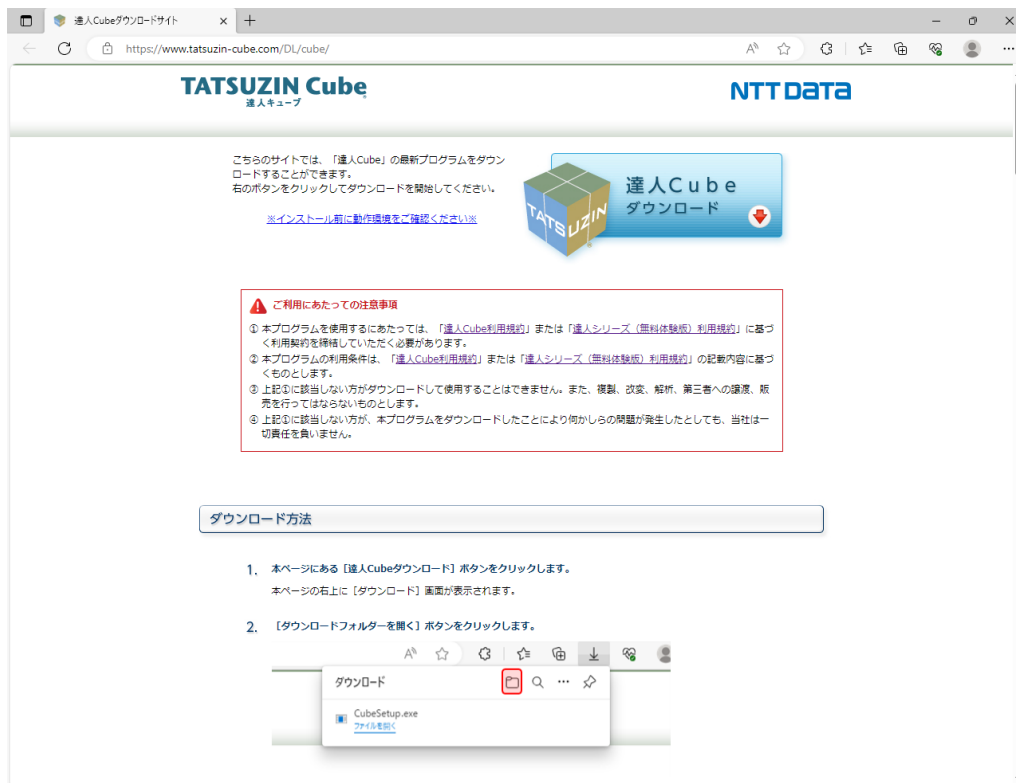 達人Cubeダウンロードサイト
https://www.tatsuzin-cube.com/DL/cube/
TATSUZIN Cube
達人キューブ
NTT DATA
こちらのサイトでは、「達人Cube」の最新プログラムをダウン
ロードすることができます。
右のボタンをクリックしてダウンロードを開始してください。
※インストール前に動作環境をご確認ください※
TATSUZIN
達人Cube
ダウンロード
ご利用にあたっての注意事項
① 本プログラムを使用するにあたっては、「達人Cube利用規約」または「達人シリーズ（無料体験版）利用規約」に基づ
く利用契約を締結していただく必要があります。
② 本プログラムの利用条件は、「達人Cube利用規約」または「達人シリーズ（無料体験版）利用規約」の記載内容に基づ
くものとします。
③ 上記①に該当しない方がダウンロードして使用することはできません。また、複製、改変、解析、第三者への譲渡、販
売を行ってはならないものとします。
④ 上記①に該当しない方が、本プログラムをダウンロードしたことにより何かしらの問題が発生したとしても、当社は一
切責任を負いません。
ダウンロード方法
1. 本ページにある［達人Cubeダウンロード］ボタンをクリックします。
本ページの右上に［ダウンロード］画面が表示されます。
2. ［ダウンロードフォルダーを開く］ボタンをクリックします。
ダウンロード
CubeSetup.exe
ファイルを開く